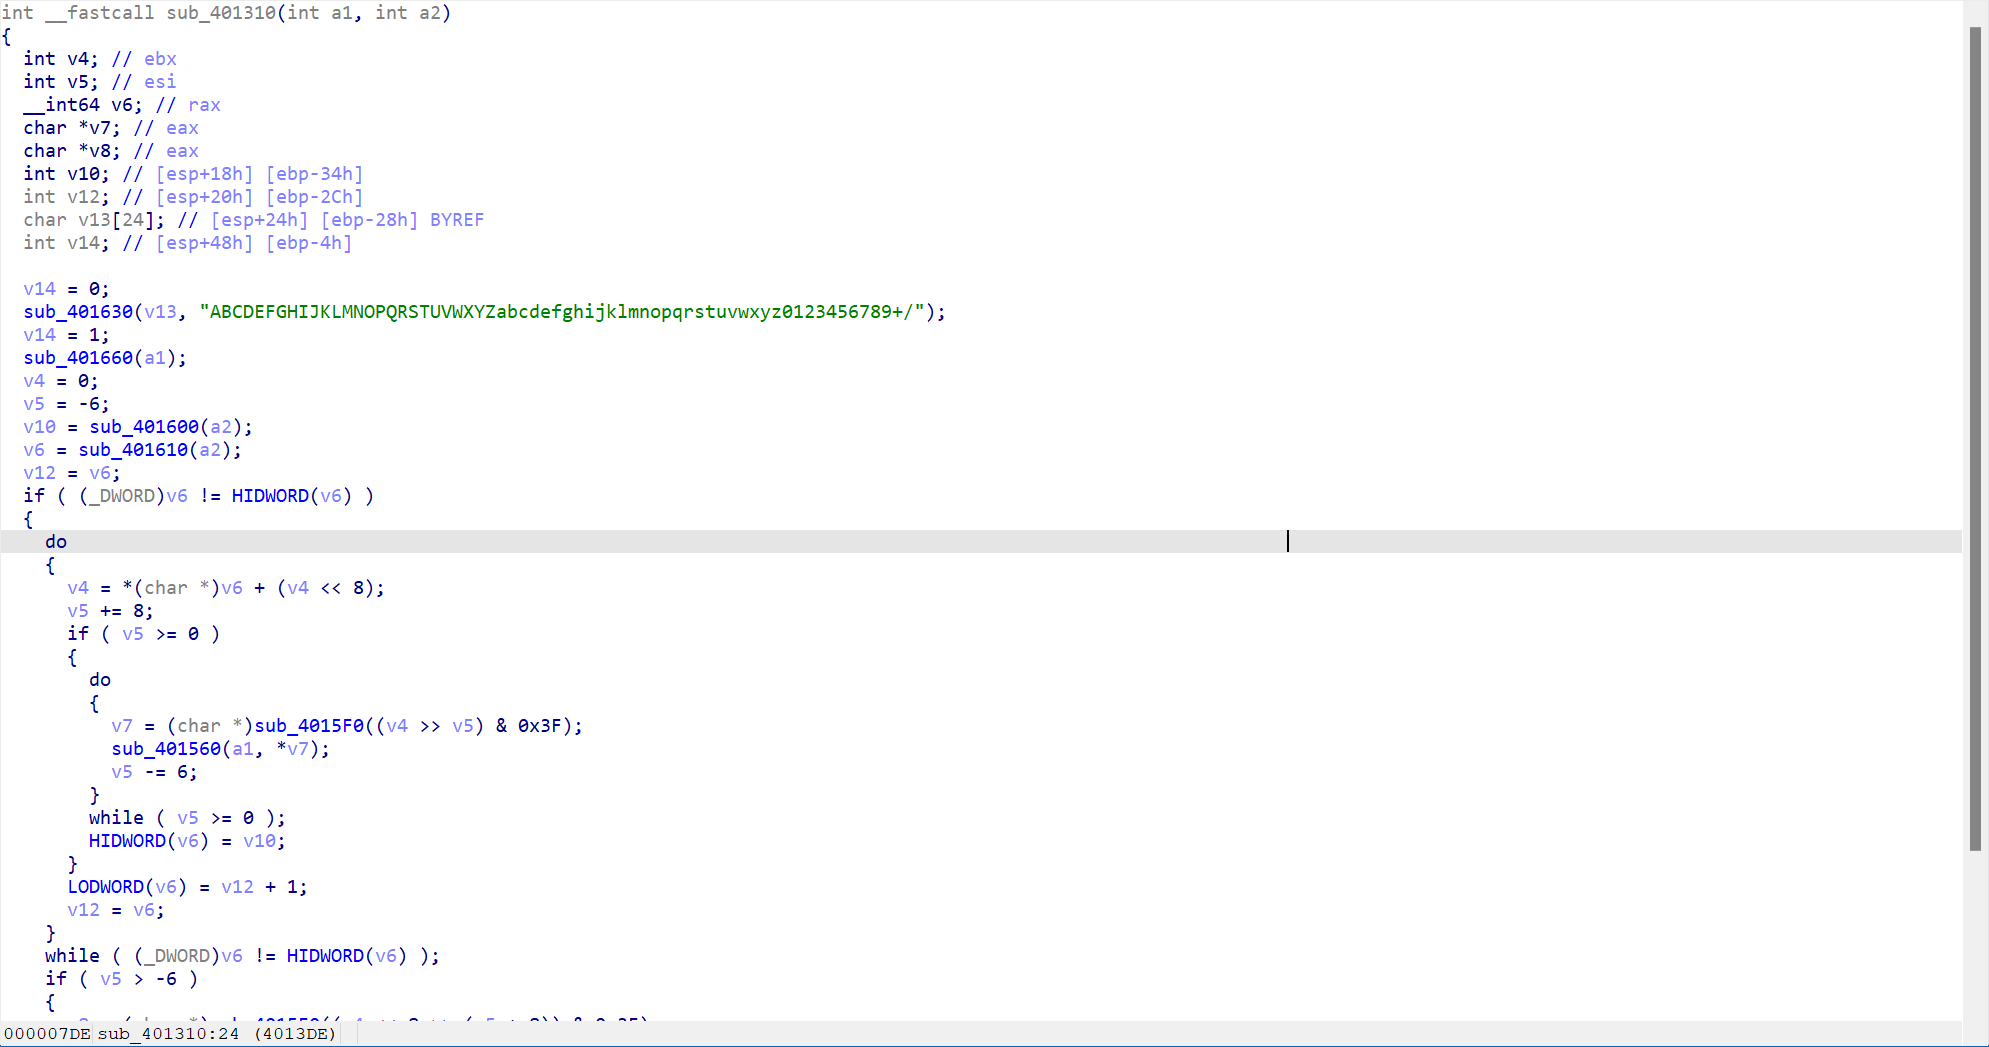 int __fastcall sub_401310(int a1, int a2)
{
  int v4; // ebx
  int v5; // esi
  __int64 v6; // rax
  char *v7; // eax
  char *v8; // eax
  int v10; // [esp+18h] [ebp-34h]
  int v12; // [esp+20h] [ebp-2Ch]
  char v13[24]; // [esp+24h] [ebp-28h] BYREF
  int v14; // [esp+48h] [ebp-4h]

  v14 = 0;
  sub_401630(v13, "ABCDEFGHIJKLMNOPQRSTUVWXYZabcdefghijklmnopqrstuvwxyz0123456789+/");
  v14 = 1;
  sub_401660(a1);
  v4 = 0;
  v5 = -6;
  v10 = sub_401600(a2);
  v6 = sub_401610(a2);
  v12 = v6;
  if ( (_DWORD)v6 != HIDWORD(v6) )
  {
    do
    {
      v4 = *(char *)v6 + (v4 << 8);
      v5 += 8;
      if ( v5 >= 0 )
      {
        do
        {
          v7 = (char *)sub_4015F0((v4 >> v5) & 0x3F);
          sub_401560(a1, *v7);
          v5 -= 6;
        }
        while ( v5 >= 0 );
        HIDWORD(v6) = v10;
      }
      LODWORD(v6) = v12 + 1;
      v12 = v6;
    }
    while ( (_DWORD)v6 != HIDWORD(v6) );
    if ( v5 > -6 )
    {
000007DE sub_401310:24 (4013DE)